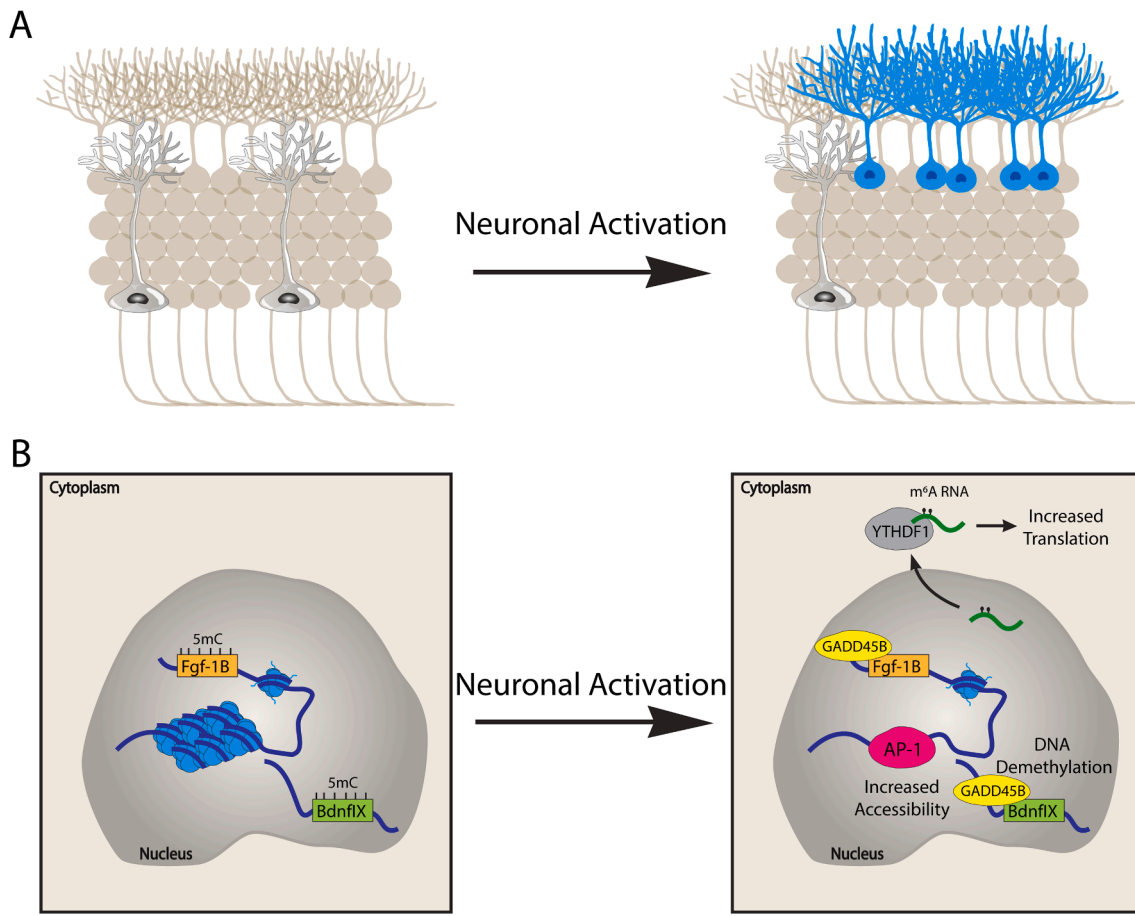 A
Neuronal Activation
B
Cytoplasm
5mC
Fgf-1B
5mC
BdnfIX
Nucleus
Neuronal Activation
Cytoplasm
m⁶A RNA
YTHDF1
Increased
Translation
GADD45B
Fgf-1B
AP-1
Increased
Accessibility
DNA
Demethylation
GADD45B
BdnfIX
Nucleus